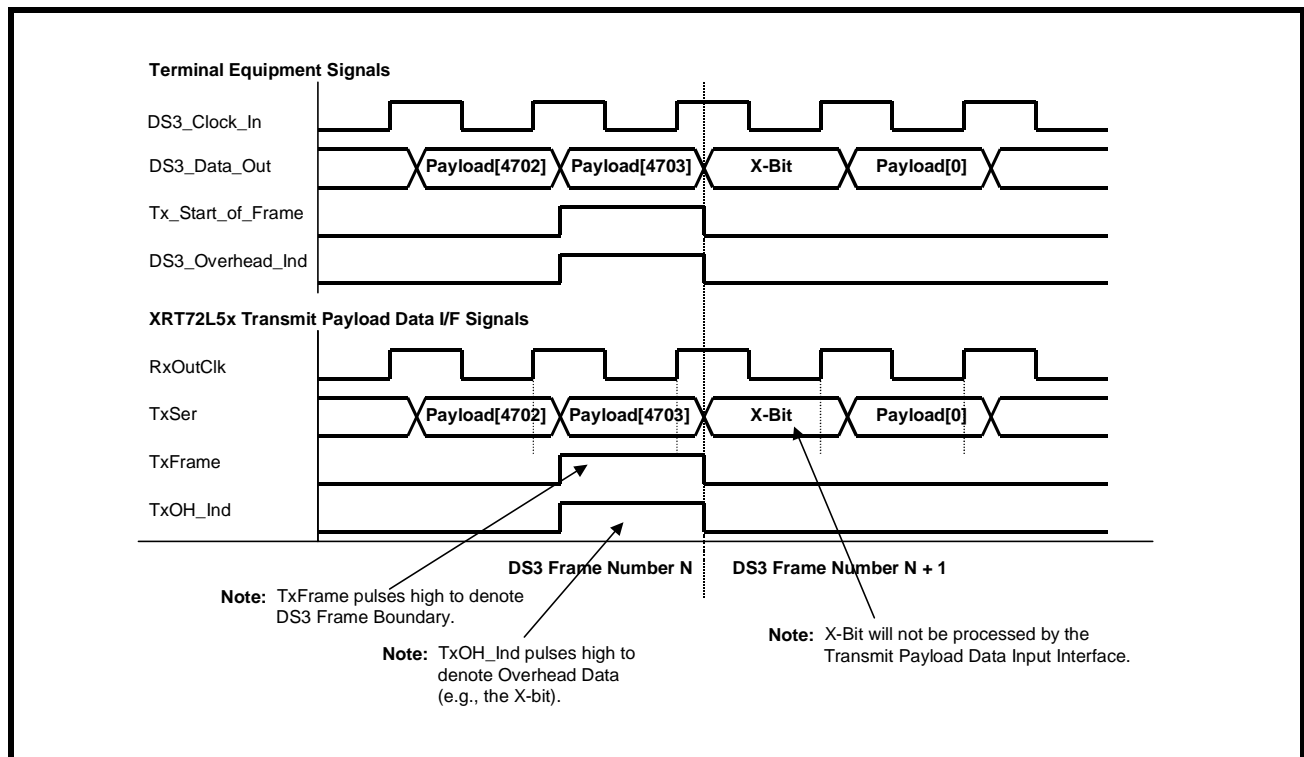 Terminal Equipment Signals
DS3_Clock_In
DS3_Data_Out
Payload[4702] Payload[4703] X-Bit Payload[0]
Tx_Start_of_Frame
DS3_Overhead_Ind
XRT72L5x Transmit Payload Data I/F Signals
RxOutClk
TxSer
Payload[4702] Payload[4703] X-Bit Payload[0]
TxFrame
TxOH_Ind
DS3 Frame Number N DS3 Frame Number N + 1
Note: TxFrame pulses high to denote
DS3 Frame Boundary.
Note: TxOH_Ind pulses high to
denote Overhead Data
(e.g., the X-bit).
Note: X-Bit will not be processed by the
Transmit Payload Data Input Interface.